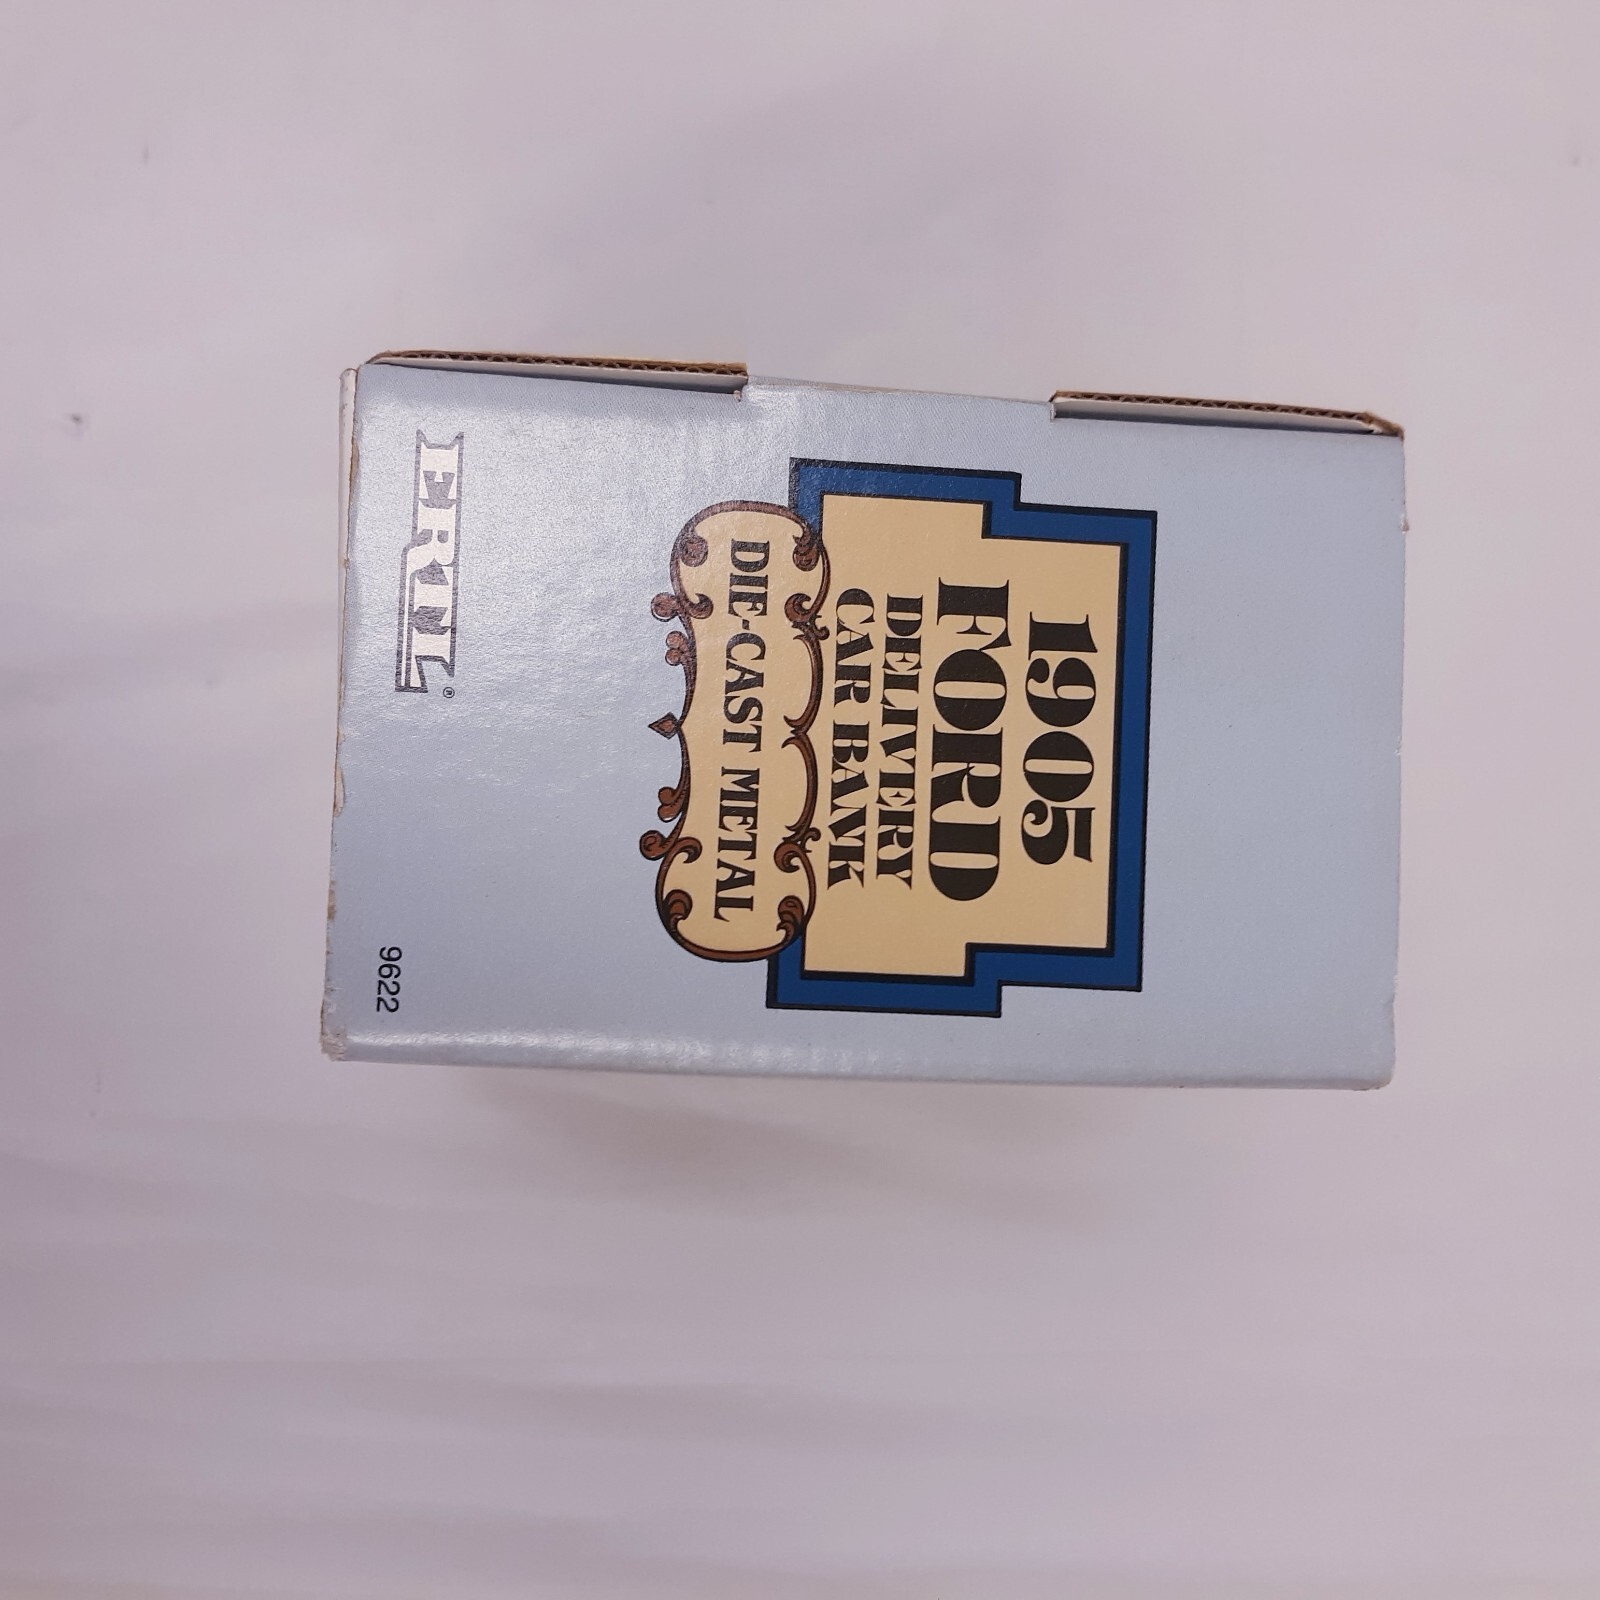 1905
FORD
DELIVERY
CAR BANK
DIE-CAST METAL
ERTL®
9622